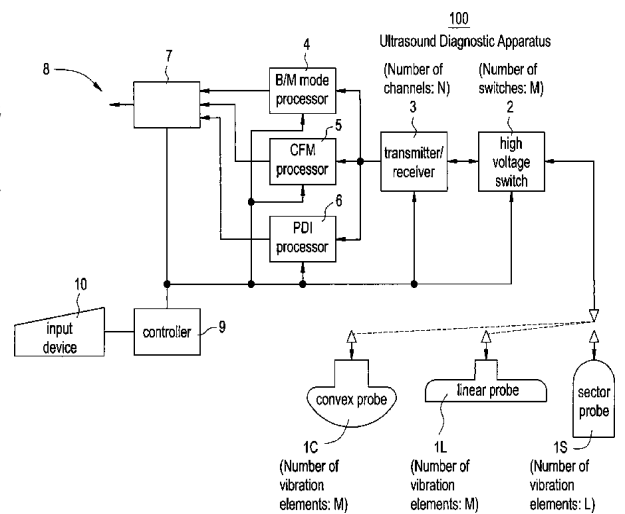 100
Ultrasound Diagnostic Apparatus
(Number of
channels: N)
(Number of
switches: M)
8
7
4
B/M mode
processor
5
CFM
processor
6
PDI
processor
3
transmitter/
receiver
2
high
voltage
switch
10
input
device
controller
9
convex probe
linear probe
sector
probe
1C
(Number of
vibration
elements: M)
1L
(Number of
vibration
elements: M)
1S
(Number of
vibration
elements: L)